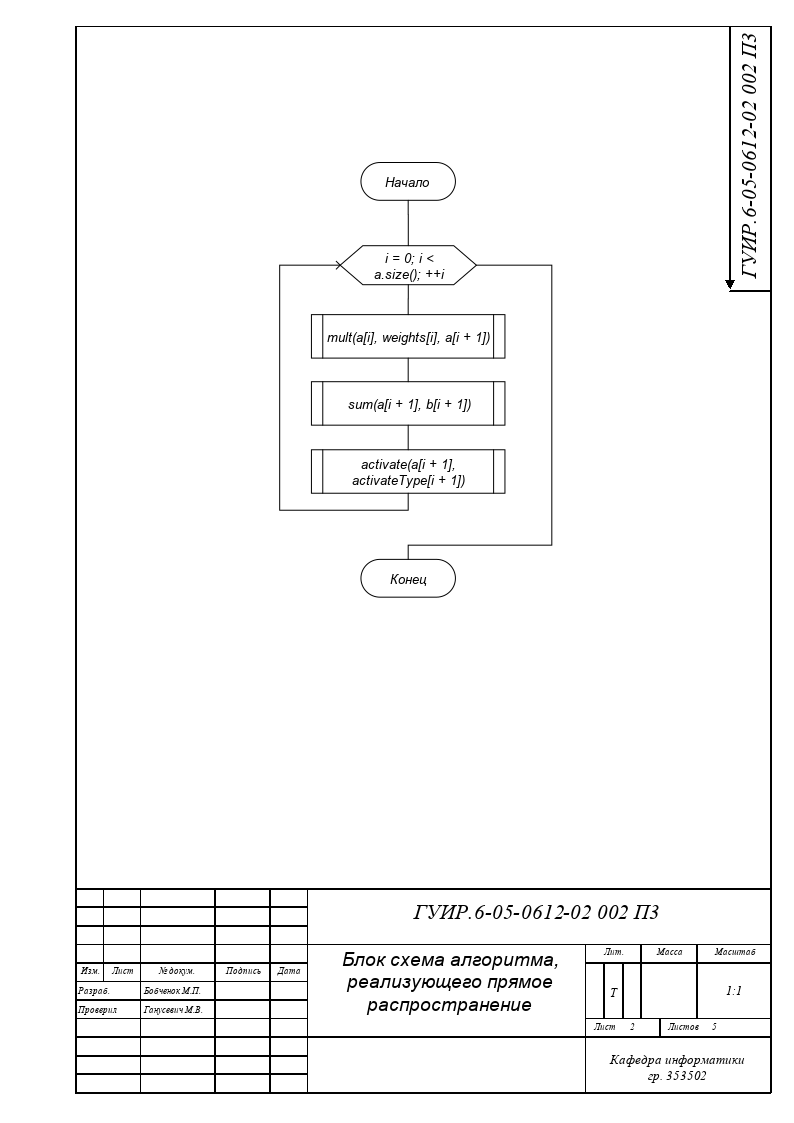 ГУИР.6-05-0612-02 002 ПЗ
Начало
i = 0; i <
a.size(); ++i
mult(a[i], weights[i], a[i + 1])
sum(a[i + 1], b[i + 1])
activate(a[i + 1],
activateType[i + 1])
Конец
ГУИР.6-05-0612-02 002 ПЗ
Блок схема алгоритма,
реализующего прямое
распространение
Лит. Масса Масштаб
Т 1:1
Лист 2 Листов 5
Изм. Лист № докум. Подпись Дата
Разраб. Бобченок М.П.
Проверил Ганусевич М.В.
Кафедра информатики
гр. 353502